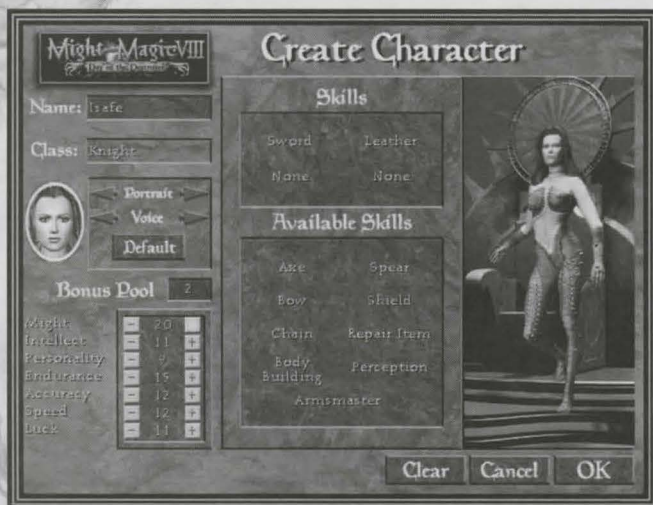 Might and Magic VIII
Day of the Destroyer
Create Character
Name: Isafe
Class: Knight
Portrait
Voice
Default
Bonus Pool 2
Might - 20
Intellect - 11 +
Personality - 9 +
Endurance - 15 +
Accuracy - 12 +
Speed - 12 +
Luck - 11 +
Skills
Sword Leather
None None
Available Skills
Axe Spear
Bow Shield
Chain Repair Item
Body
Building Perception
Armsmaster
Clear Cancel OK